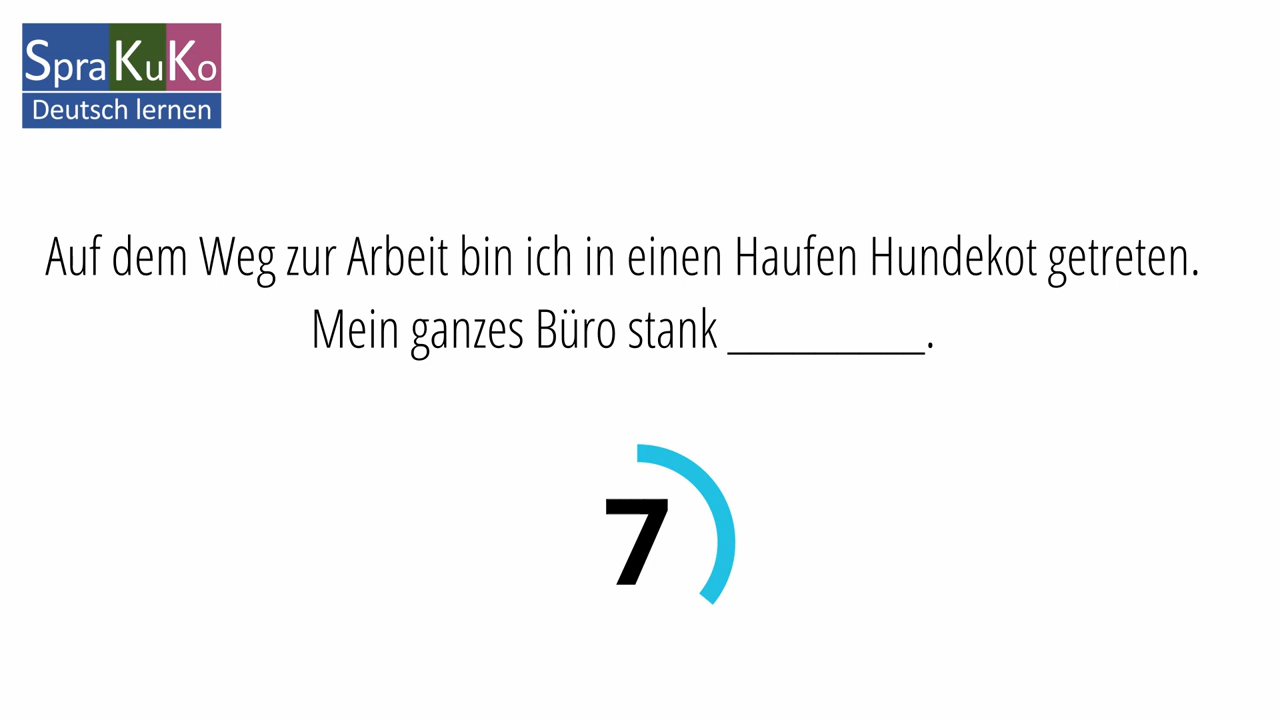 SpraKuKo
Deutsch lernen
Auf dem Weg zur Arbeit bin ich in einen Haufen Hundekot getreten.
Mein ganzes Büro stank _________.
7